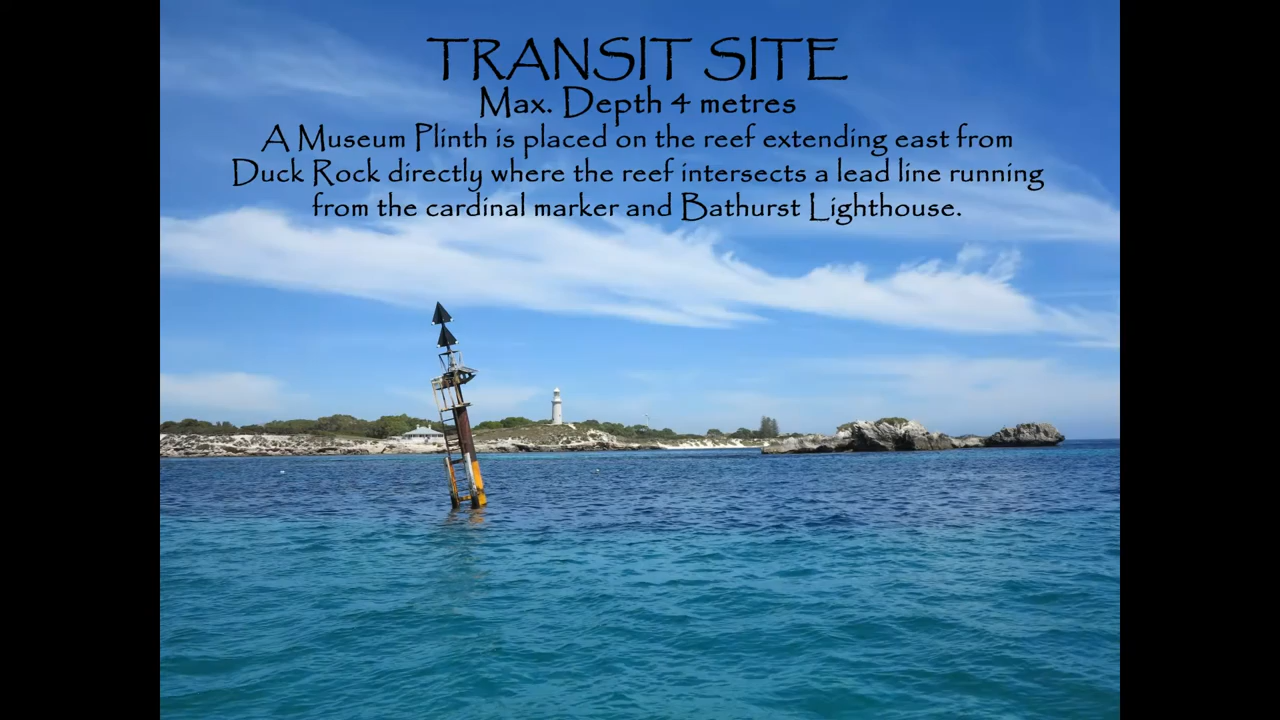 TRANSIT SITE
Max. Depth 4 metres
A Museum Plinth is placed on the reef extending east from
Duck Rock directly where the reef intersects a lead line running
from the cardinal marker and Bathurst Lighthouse.